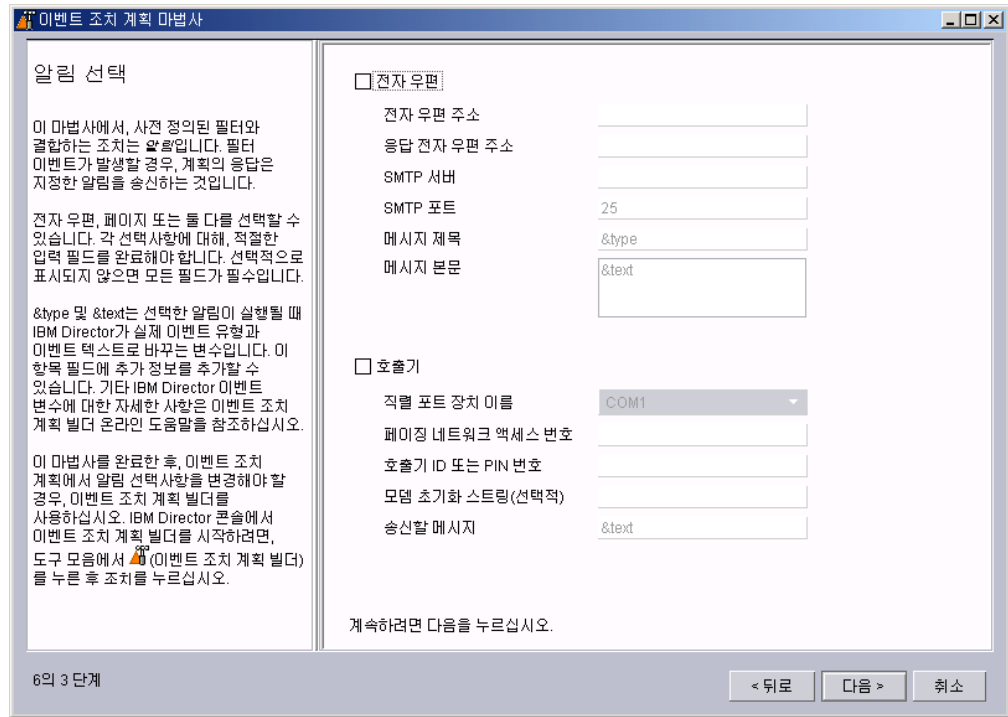 이벤트 조치 계획 마법사
알림 선택
이 마법사에서, 사전 정의된 필터와
결합하는 조치는 알림입니다. 필터
이벤트가 발생할 경우, 계획의 응답은
지정한 알림을 송신하는 것입니다.
전자 우편, 페이지 또는 둘 다를 선택할 수
있습니다. 각 선택사항에 대해, 적절한
입력 필드를 완료해야 합니다. 선택적으로
표시되지 않으면 모든 필드가 필수입니다.
&type 및 &text는 선택한 알림이 실행될 때
IBM Director가 실제 이벤트 유형과
이벤트 텍스트로 바꾸는 변수입니다. 이
항목 필드에 추가 정보를 추가할 수
있습니다. 기타 IBM Director 이벤트
변수에 대한 자세한 사항은 이벤트 조치
계획 빌더 온라인 도움말을 참조하십시오.
이 마법사를 완료한 후, 이벤트 조치
계획에서 알림 선택사항을 변경해야 할
경우, 이벤트 조치 계획 빌더를
사용하십시오. IBM Director 콘솔에서
이벤트 조치 계획 빌더를 시작하려면,
도구 모음에서 (이벤트 조치 계획 빌더)
를 누른 후 조치를 누르십시오.
전자 우편
전자 우편 주소
응답 전자 우편 주소
SMTP 서버
SMTP 포트 25
메시지 제목 &type
메시지 본문 &text
호출기
직렬 포트 장치 이름 COM1
페이징 네트워크 액세스 번호
호출기 ID 또는 PIN 번호
모뎀 초기화 스트링(선택적)
송신할 메시지 &text
계속하려면 다음을 누르십시오.
6의 3 단계
< 뒤로 다음 > 취소